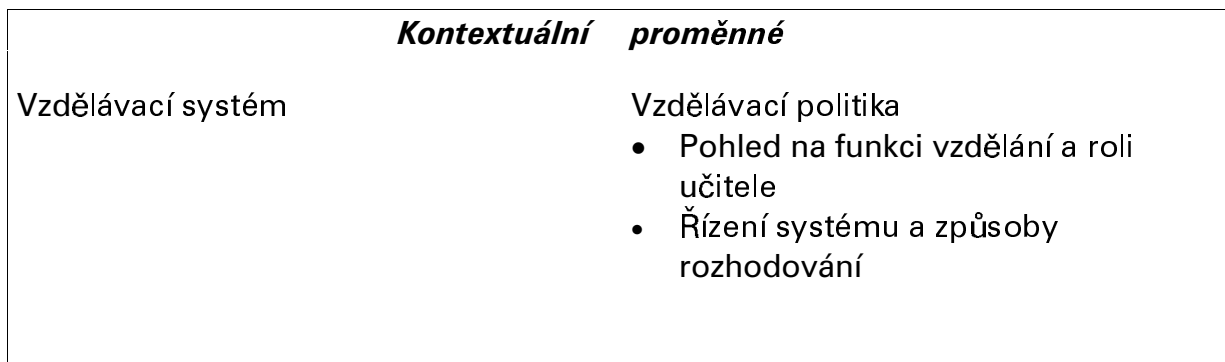 Kontextuální proměnné
Vzdělávací systém
Vzdělávací politika
• Pohled na funkci vzdělání a roli
učitele
• Řízení systému a způsoby
rozhodování